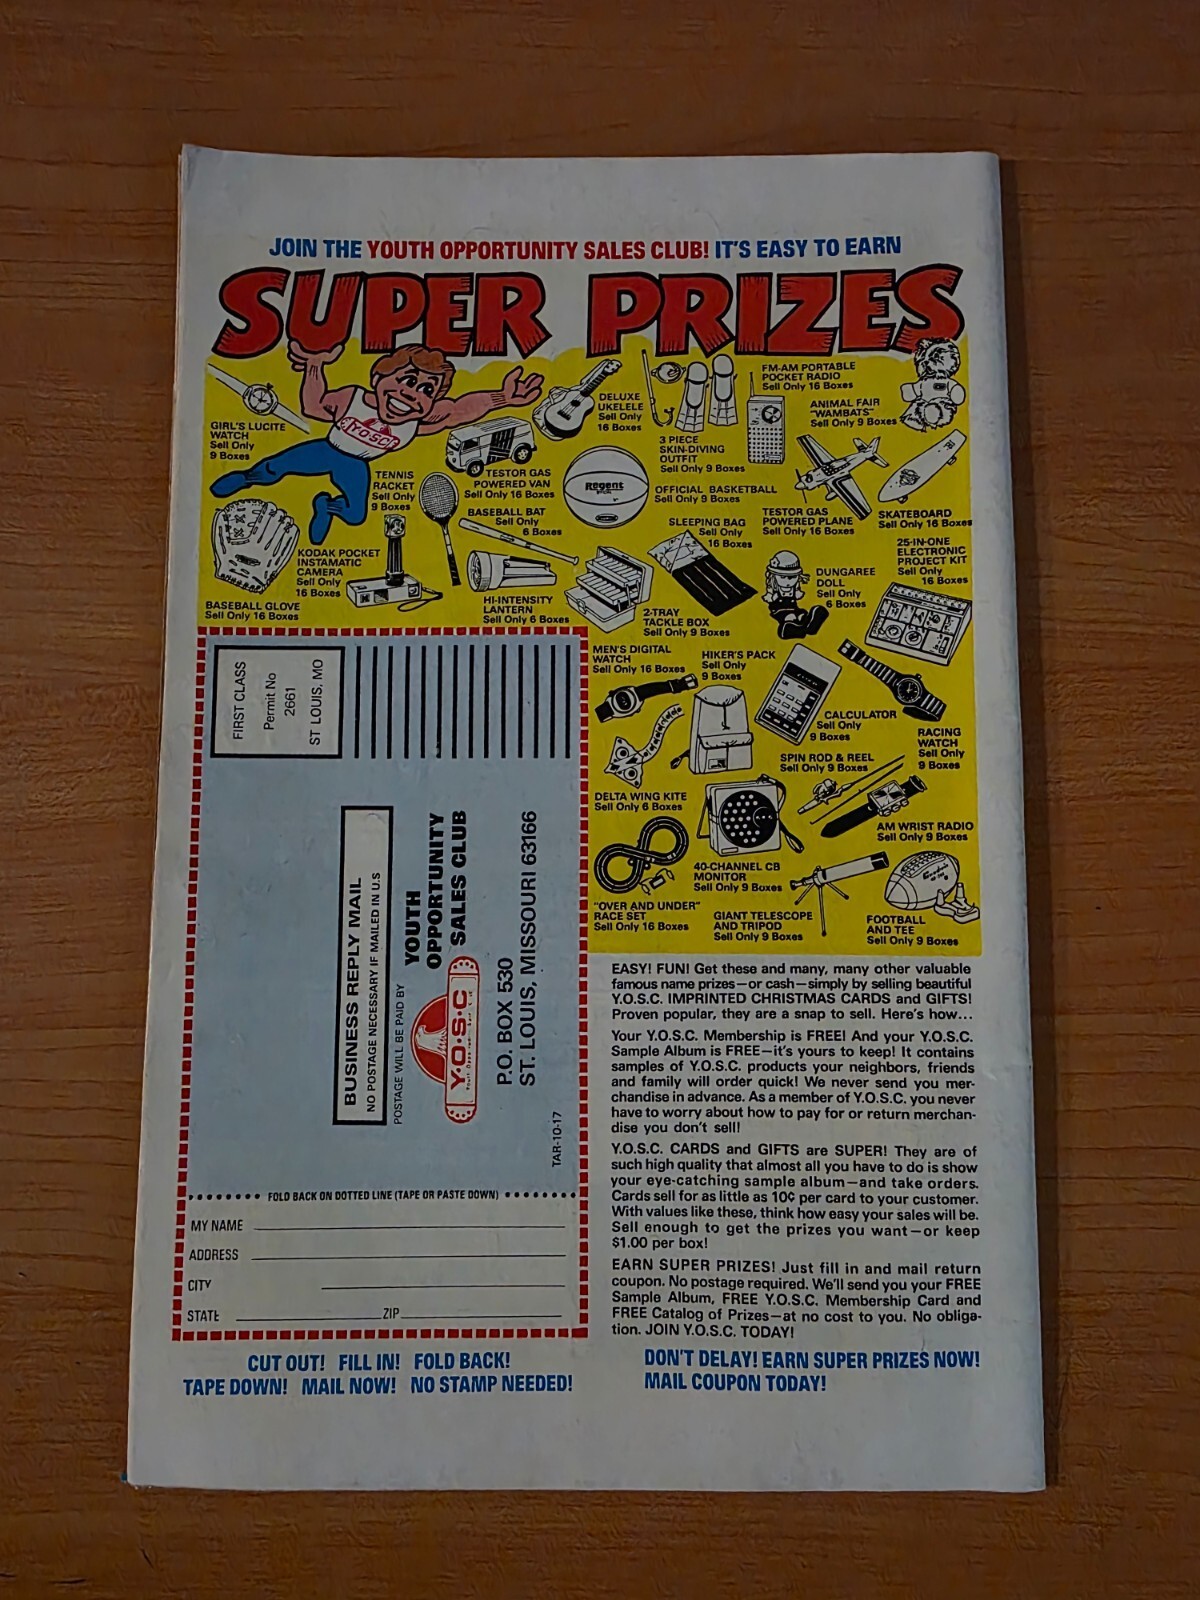 JOIN THE YOUTH OPPORTUNITY SALES CLUB! IT'S EASY TO EARN
SUPER PRIZES
GIRL'S LUCITE
WATCH
Sell Only
9 Boxes
Y.O.S.C.
TENNIS
RACKET
Sell Only
9 Boxes
TESTOR GAS
POWERED VAN
Sell Only 16 Boxes
DELUXE
UKELELE
Sell Only
16 Boxes
3 PIECE
SKIN-DIVING
OUTFIT
Sell Only 9 Boxes
FM-AM PORTABLE
POCKET RADIO
Sell Only 16 Boxes
ANIMAL FAIR
"WAMBATS"
Sell Only 9 Boxes
Regent
OFFICIAL BASKETBALL
Sell Only 9 Boxes
TESTOR GAS
POWERED PLANE
Sell Only 16 Boxes
SKATEBOARD
Sell Only 16 Boxes
BASEBALL BAT
Sell Only
6 Boxes
SLEEPING BAG
Sell Only
16 Boxes
25-IN-ONE
ELECTRONIC
PROJECT KIT
Sell Only
16 Boxes
KODAK POCKET
INSTAMATIC
CAMERA
Sell Only
16 Boxes
BASEBALL GLOVE
Sell Only 16 Boxes
HI-INTENSITY
LANTERN
Sell Only 6 Boxes
2-TRAY
TACKLE BOX
Sell Only 9 Boxes
DUNGAREE
DOLL
Sell Only
6 Boxes
MEN'S DIGITAL
WATCH
Sell Only 16 Boxes
HIKER'S PACK
Sell Only
9 Boxes
CALCULATOR
Sell Only
9 Boxes
RACING
WATCH
Sell Only
9 Boxes
SPIN ROD & REEL
Sell Only 9 Boxes
DELTA WING KITE
Sell Only 6 Boxes
AM WRIST RADIO
Sell Only 9 Boxes
40-CHANNEL CB
MONITOR
Sell Only 9 Boxes
"OVER AND UNDER"
RACE SET
Sell Only 16 Boxes
GIANT TELESCOPE
AND TRIPOD
Sell Only 9 Boxes
FOOTBALL
AND TEE
Sell Only 9 Boxes
FIRST CLASS
Permit No
2661
ST LOUIS, MO
BUSINESS REPLY MAIL
NO POSTAGE NECESSARY IF MAILED IN U.S
POSTAGE WILL BE PAID BY
YOUTH
OPPORTUNITY
SALES CLUB
Y·O·S·C
P.O. BOX 530
ST. LOUIS, MISSOURI 63166
TAR-10-17
FOLD BACK ON DOTTED LINE (TAPE OR PASTE DOWN)
MY NAME
ADDRESS
CITY
STATE ZIP
CUT OUT! FILL IN! FOLD BACK!
TAPE DOWN! MAIL NOW! NO STAMP NEEDED!
EASY! FUN! Get these and many, many other valuable
famous name prizes—or cash—simply by selling beautiful
Y.O.S.C. IMPRINTED CHRISTMAS CARDS and GIFTS!
Proven popular, they are a snap to sell. Here's how...
Your Y.O.S.C. Membership is FREE! And your Y.O.S.C.
Sample Album is FREE—it's yours to keep! It contains
samples of Y.O.S.C. products your neighbors, friends
and family will order quick! We never send you mer-
chandise in advance. As a member of Y.O.S.C. you never
have to worry about how to pay for or return merchan-
dise you don't sell!
Y.O.S.C. CARDS and GIFTS are SUPER! They are of
such high quality that almost all you have to do is show
your eye-catching sample album—and take orders.
Cards sell for as little as 10¢ per card to your customer.
With values like these, think how easy your sales will be.
Sell enough to get the prizes you want—or keep
$1.00 per box!
EARN SUPER PRIZES! Just fill in and mail return
coupon. No postage required. We'll send you your FREE
Sample Album, FREE Y.O.S.C. Membership Card and
FREE Catalog of Prizes—at no cost to you. No obliga-
tion. JOIN Y.O.S.C. TODAY!
DON'T DELAY! EARN SUPER PRIZES NOW!
MAIL COUPON TODAY!